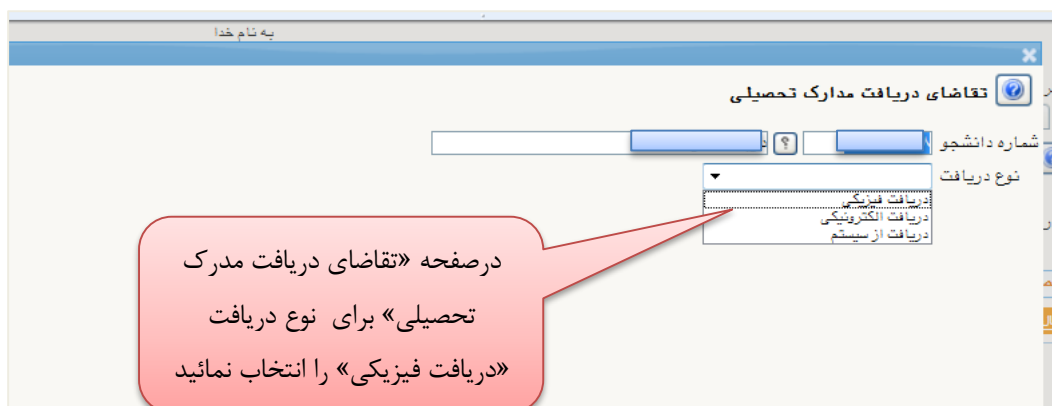 به نام خدا
تقاضای دریافت مدارک تحصیلی
شماره دانشجو
نوع دریافت
دریافت فیزیکی
دریافت الکترونیکی
دریافت از سیستم
درصفحه «تقاضای دریافت مدرک
تحصیلی» برای نوع دریافت
«دریافت فیزیکی» را انتخاب نمائید